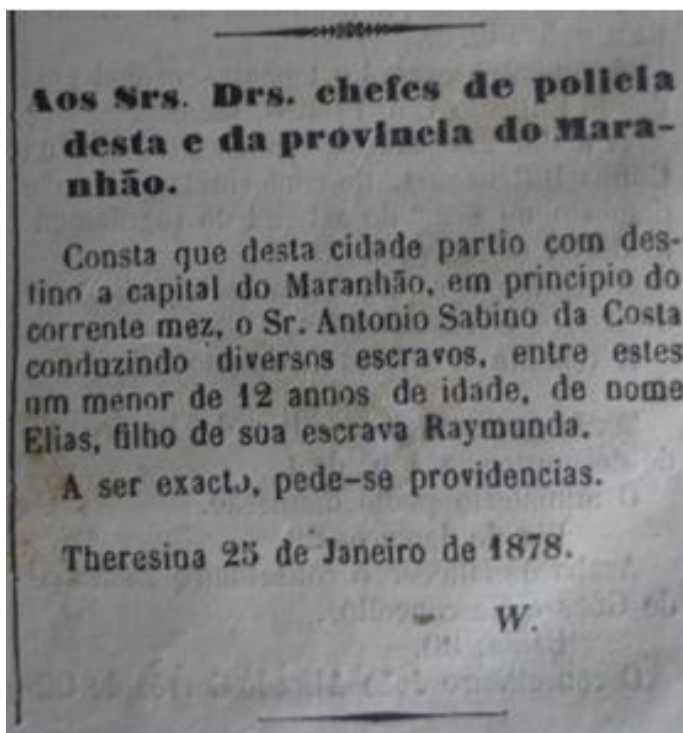 Aos Srs. Drs. chefes de policia
desta e da provincia do Mara-
nhão.
Consta que desta cidade partio com des-
tino a capital do Maranhão, em principio do
corrente mez, o Sr. Antonio Sabino da Costa
conduzindo diversos escravos, entre estes
um menor de 12 annos de idade, de nome
Elias, filho de sua escrava Raymunda.
A ser exacto, pede-se providencias.
Theresina 25 de Janeiro de 1878.
W.